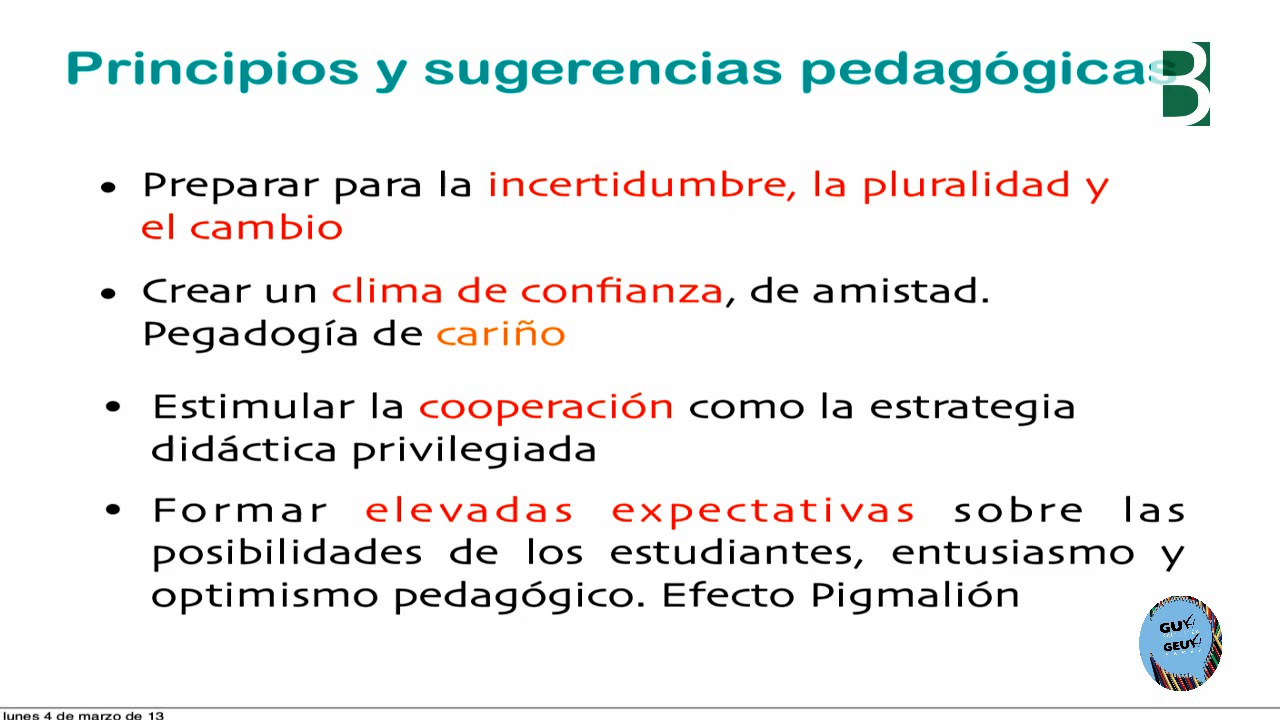 Principios y sugerencias pedagógicas
B
• Preparar para la incertidumbre, la pluralidad y
el cambio
• Crear un clima de confianza, de amistad.
Pegadogía de cariño
• Estimular la cooperación como la estrategia
didáctica privilegiada
• Formar elevadas expectativas sobre las
posibilidades de los estudiantes, entusiasmo y
optimismo pedagógico. Efecto Pigmalión
GUY
GEUY
lunes 4 de marzo de 13